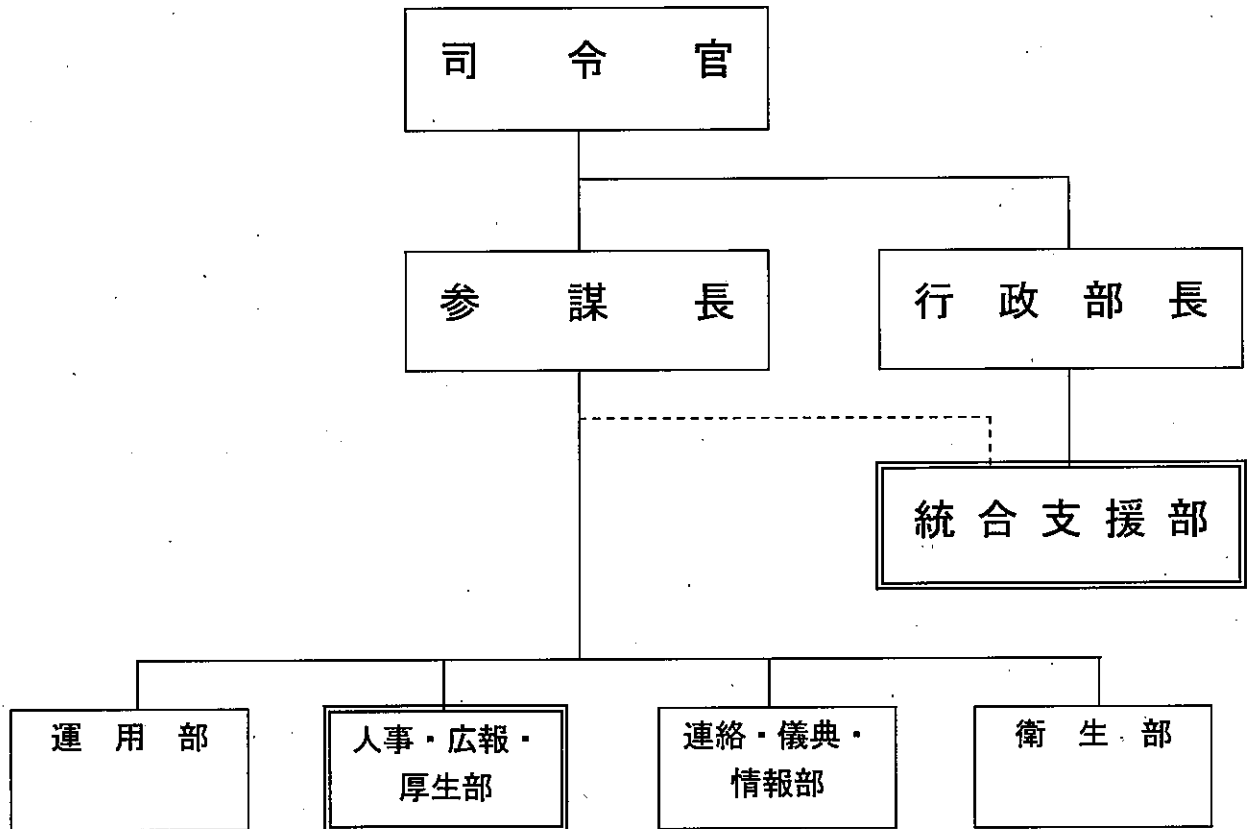 司令官
参謀長
行政部長
統合支援部
運用部
人事・広報・
厚生部
連絡・儀典・
情報部
衛生部